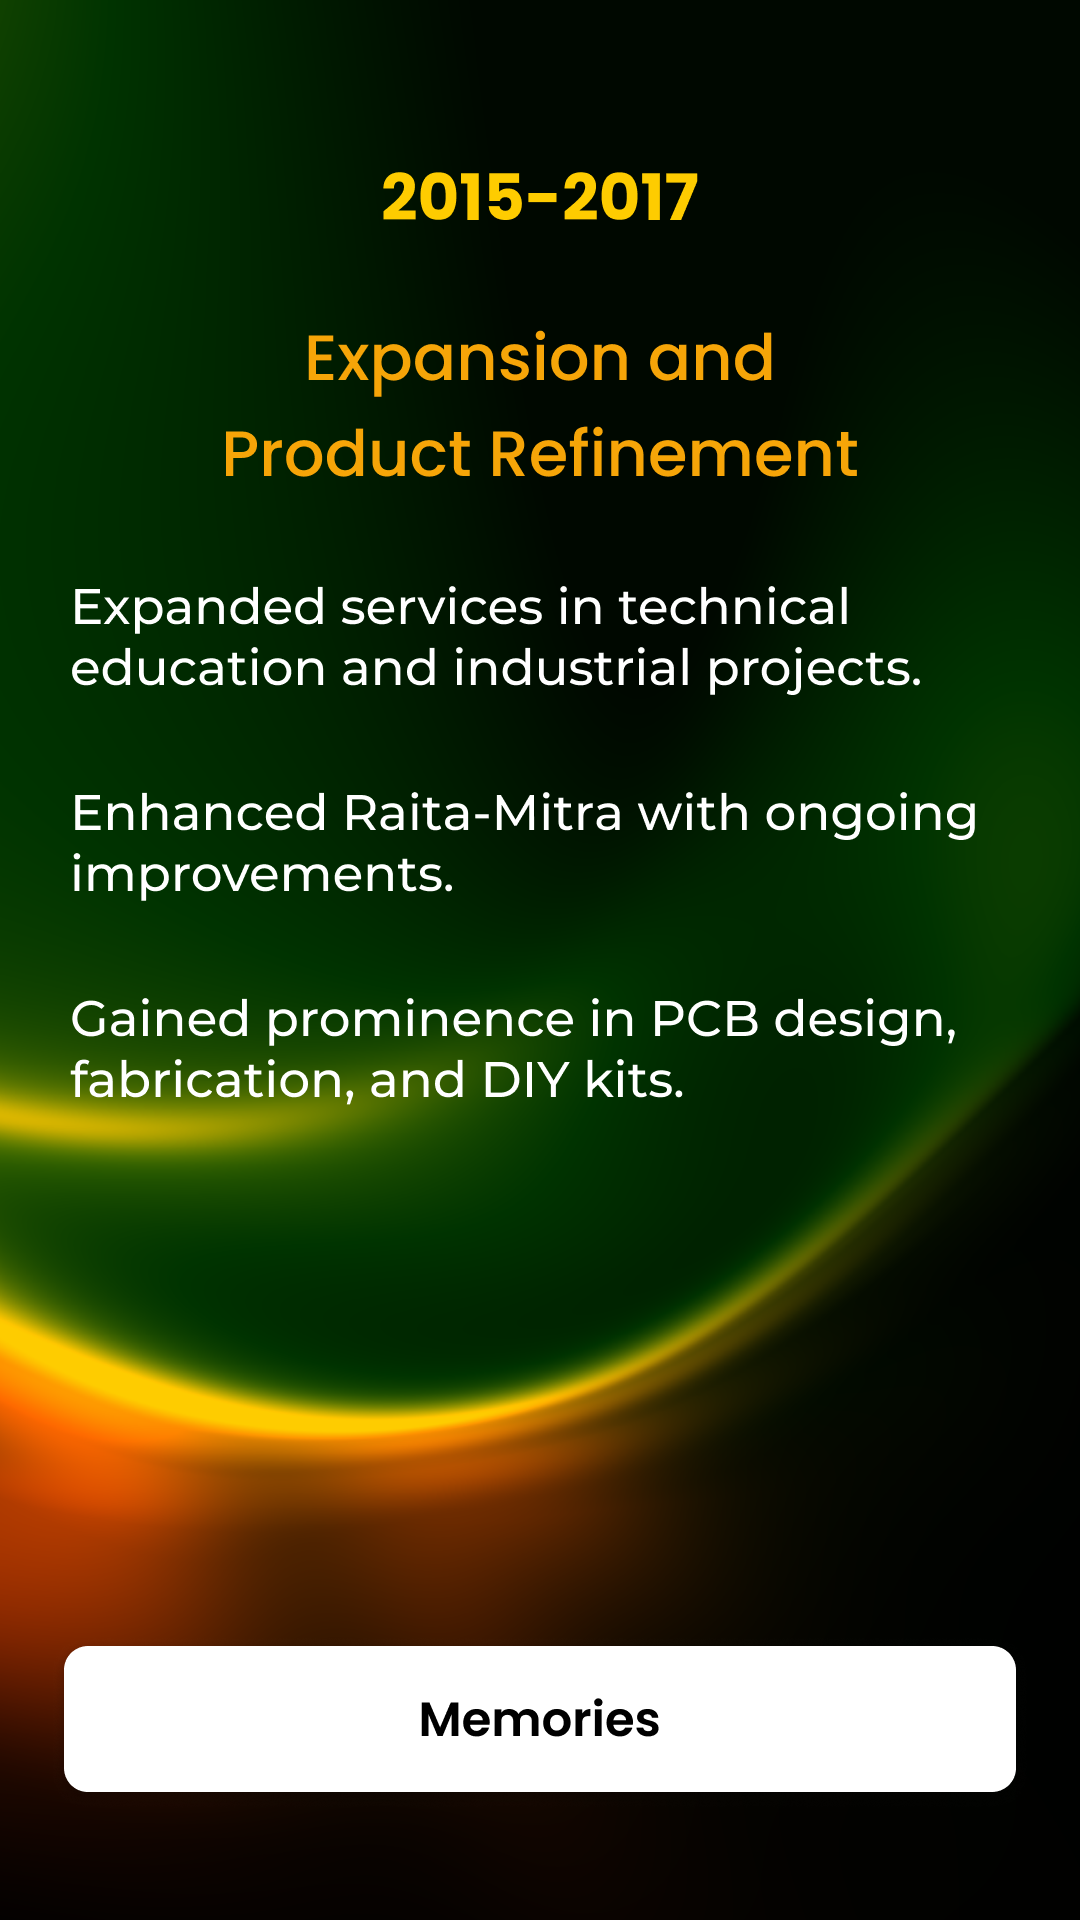 2015-2017
Expansion and
Product Refinement
Expanded services in technical
education and industrial projects.
Enhanced Raita-Mitra with ongoing
improvements.
Gained prominence in PCB design,
fabrication, and DIY kits.
Memories